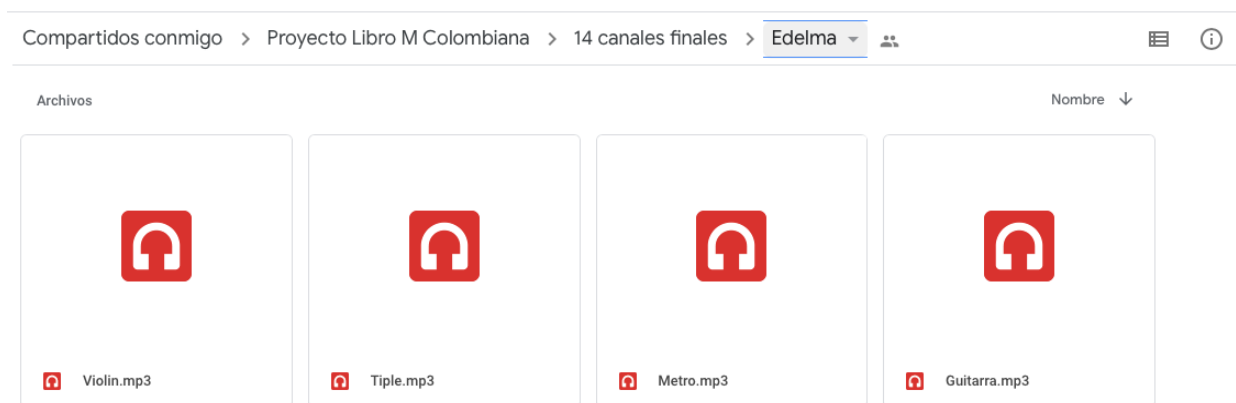 Compartidos conmigo > Proyecto Libro M Colombiana > 14 canales finales > Edelma
Archivos Nombre
Violin.mp3 Tiple.mp3 Metro.mp3 Guitarra.mp3